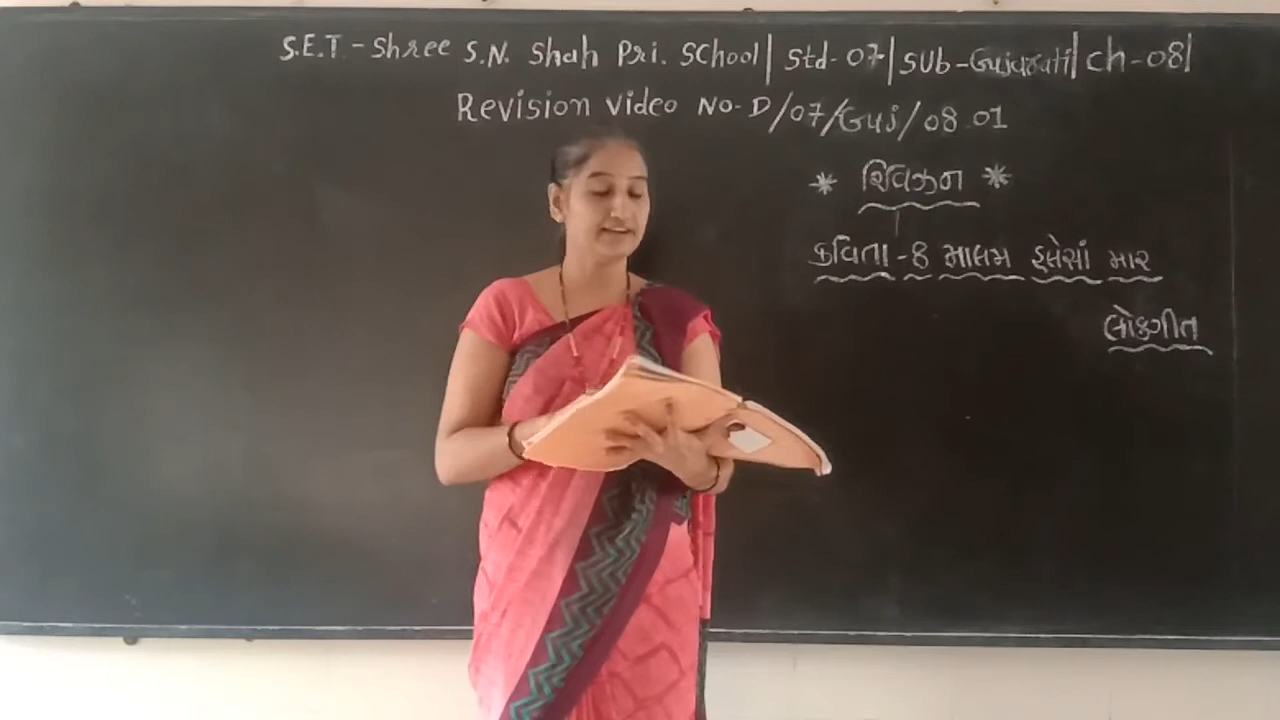 S.E.T. - Shree S.N. Shah Pri. School | Std - 07 | Sub - Gujarati | Ch - 08 |
Revision Video No - D/07/Guj/08.01
* રિવિઝન *
કવિતા - 8 માલમ હલેસાં માર
લોકગીત